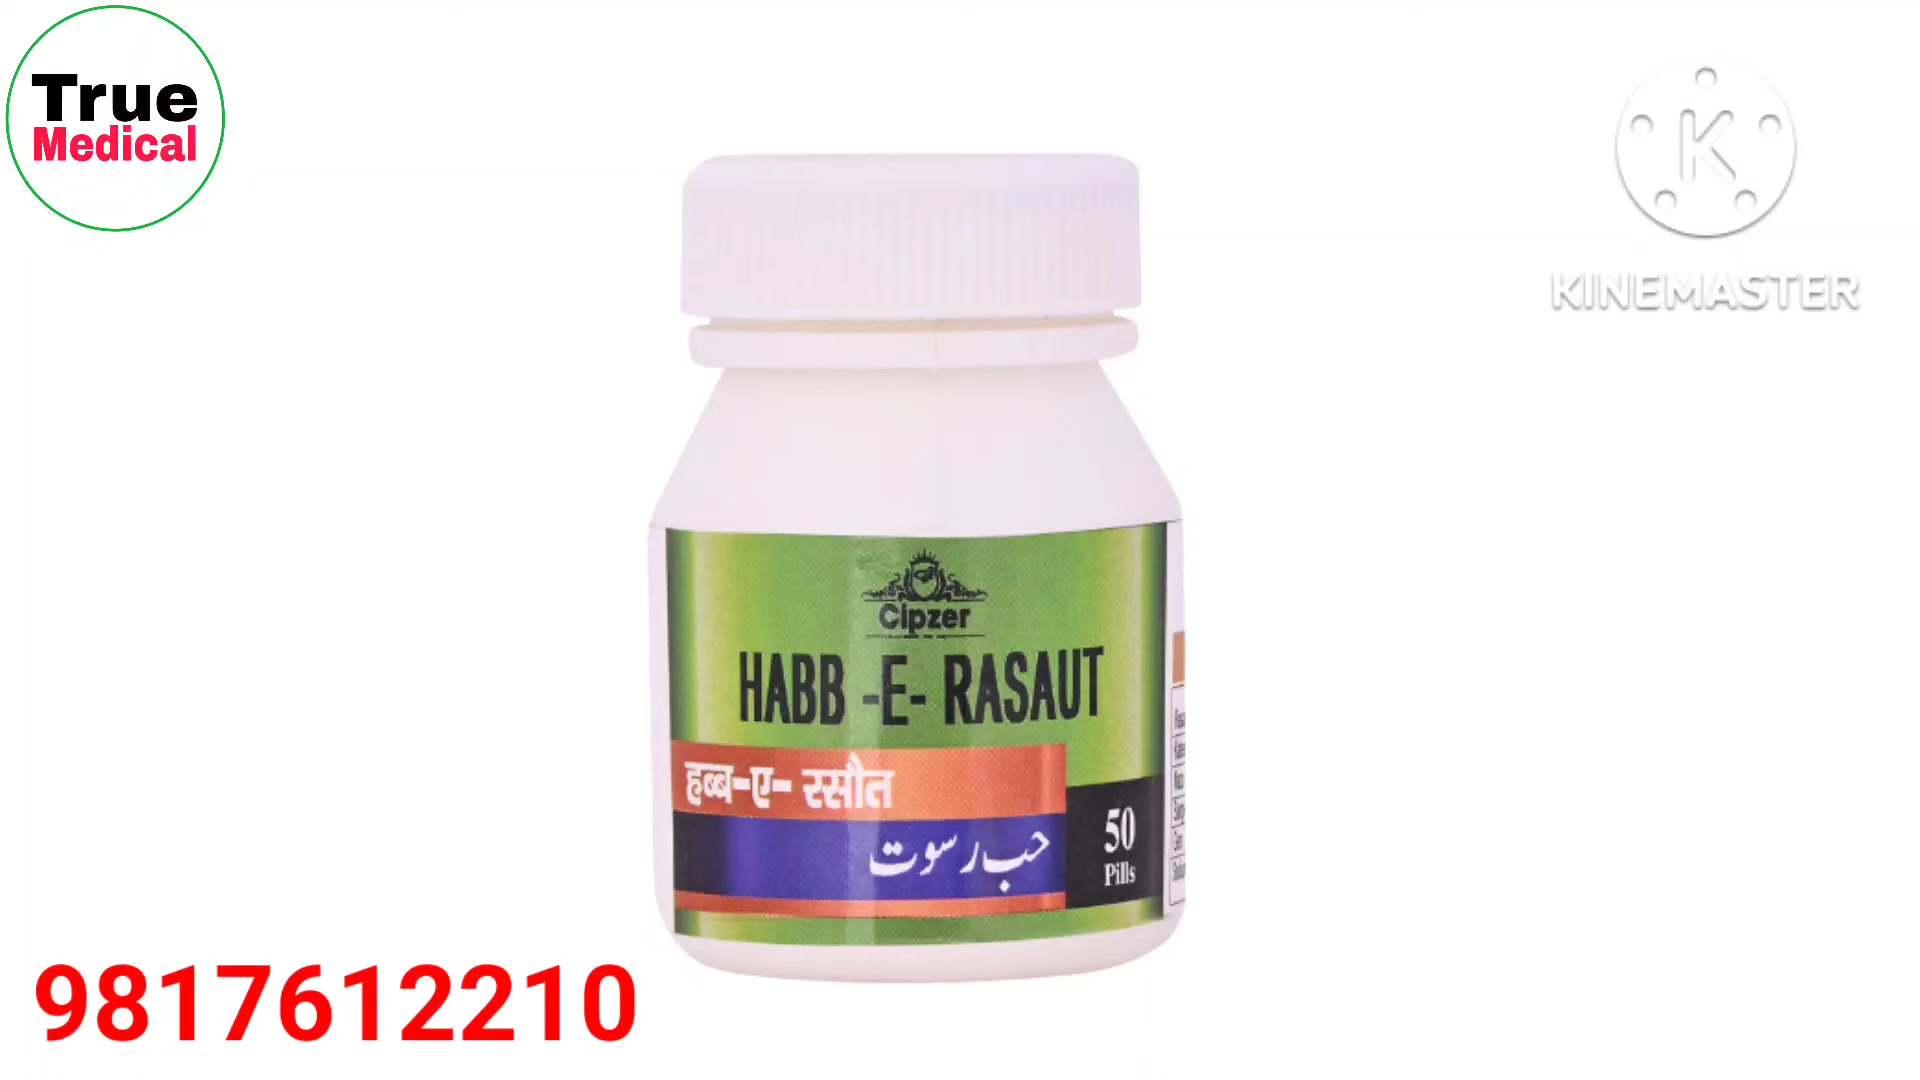 True
Medical
KINEMASTER
Cipzer
HABB -E- RASAUT
हब्ब-ए- रसौत
حب رسوت
50
Pills
9817612210